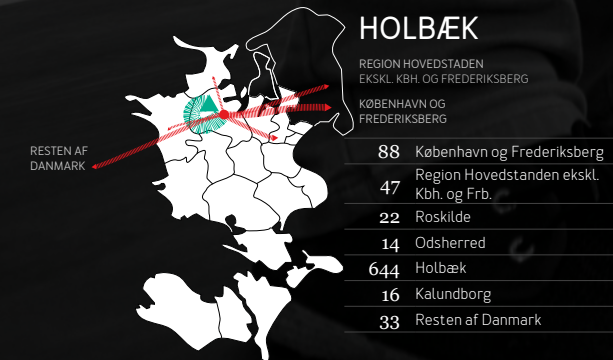 HOLBÆK
REGION HOVEDSTADEN
EKSKL. KBH. OG FREDERIKSBERG
KØBENHAVN OG
FREDERIKSBERG
RESTEN AF
DANMARK
88 København og Frederiksberg
47 Region Hovedstanden ekskl.
Kbh. og Frb.
22 Roskilde
14 Odsherred
644 Holbæk
16 Kalundborg
33 Resten af Danmark